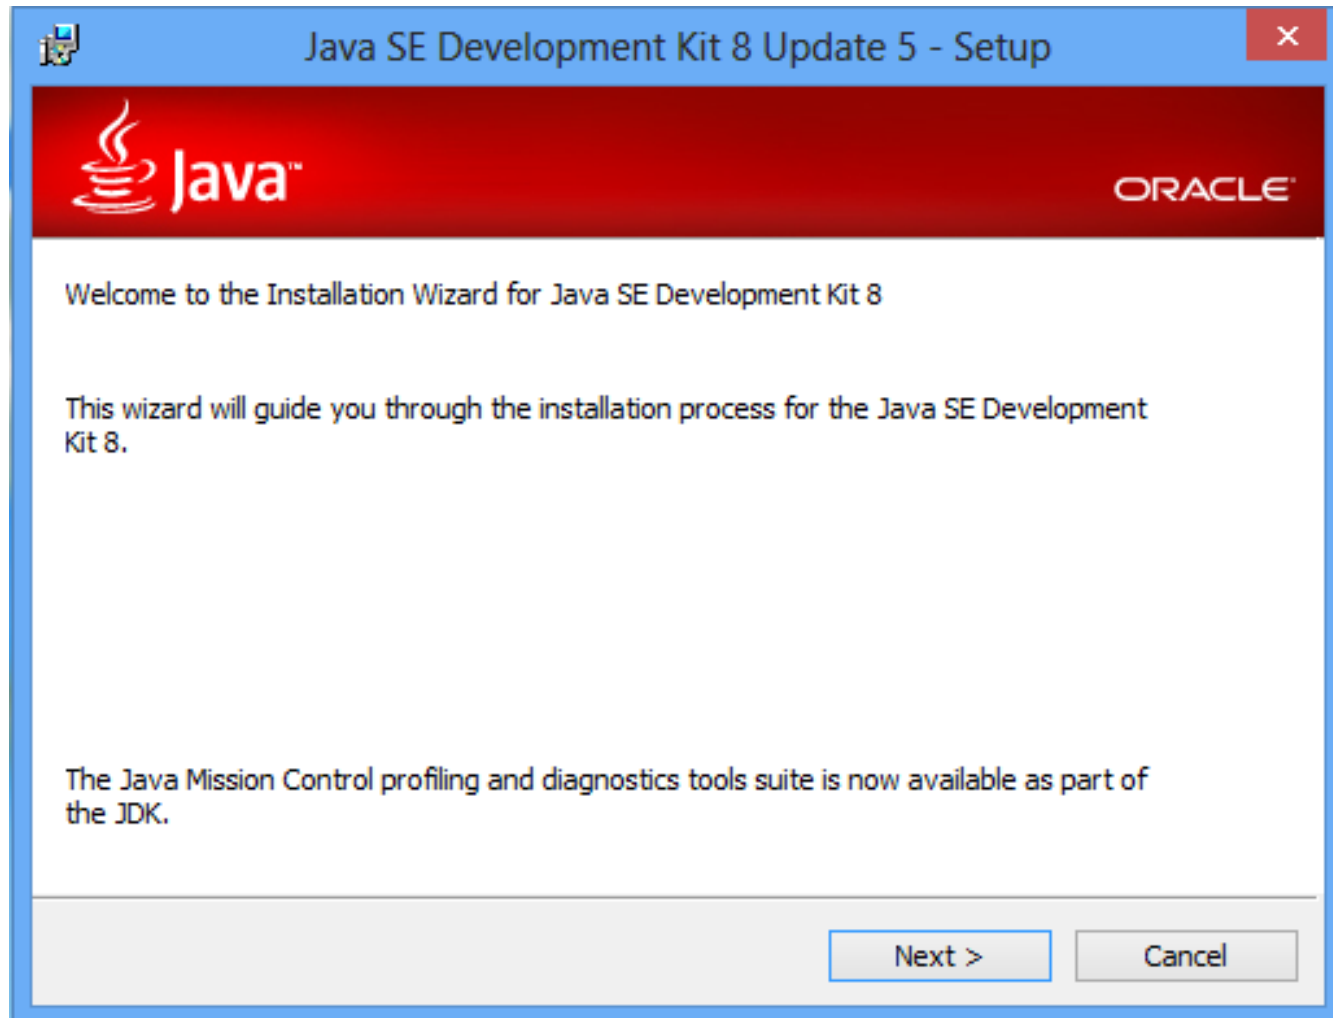 Java SE Development Kit 8 Update 5 - Setup
Java™
ORACLE
Welcome to the Installation Wizard for Java SE Development Kit 8
This wizard will guide you through the installation process for the Java SE Development
Kit 8.
The Java Mission Control profiling and diagnostics tools suite is now available as part of
the JDK.
Next >
Cancel